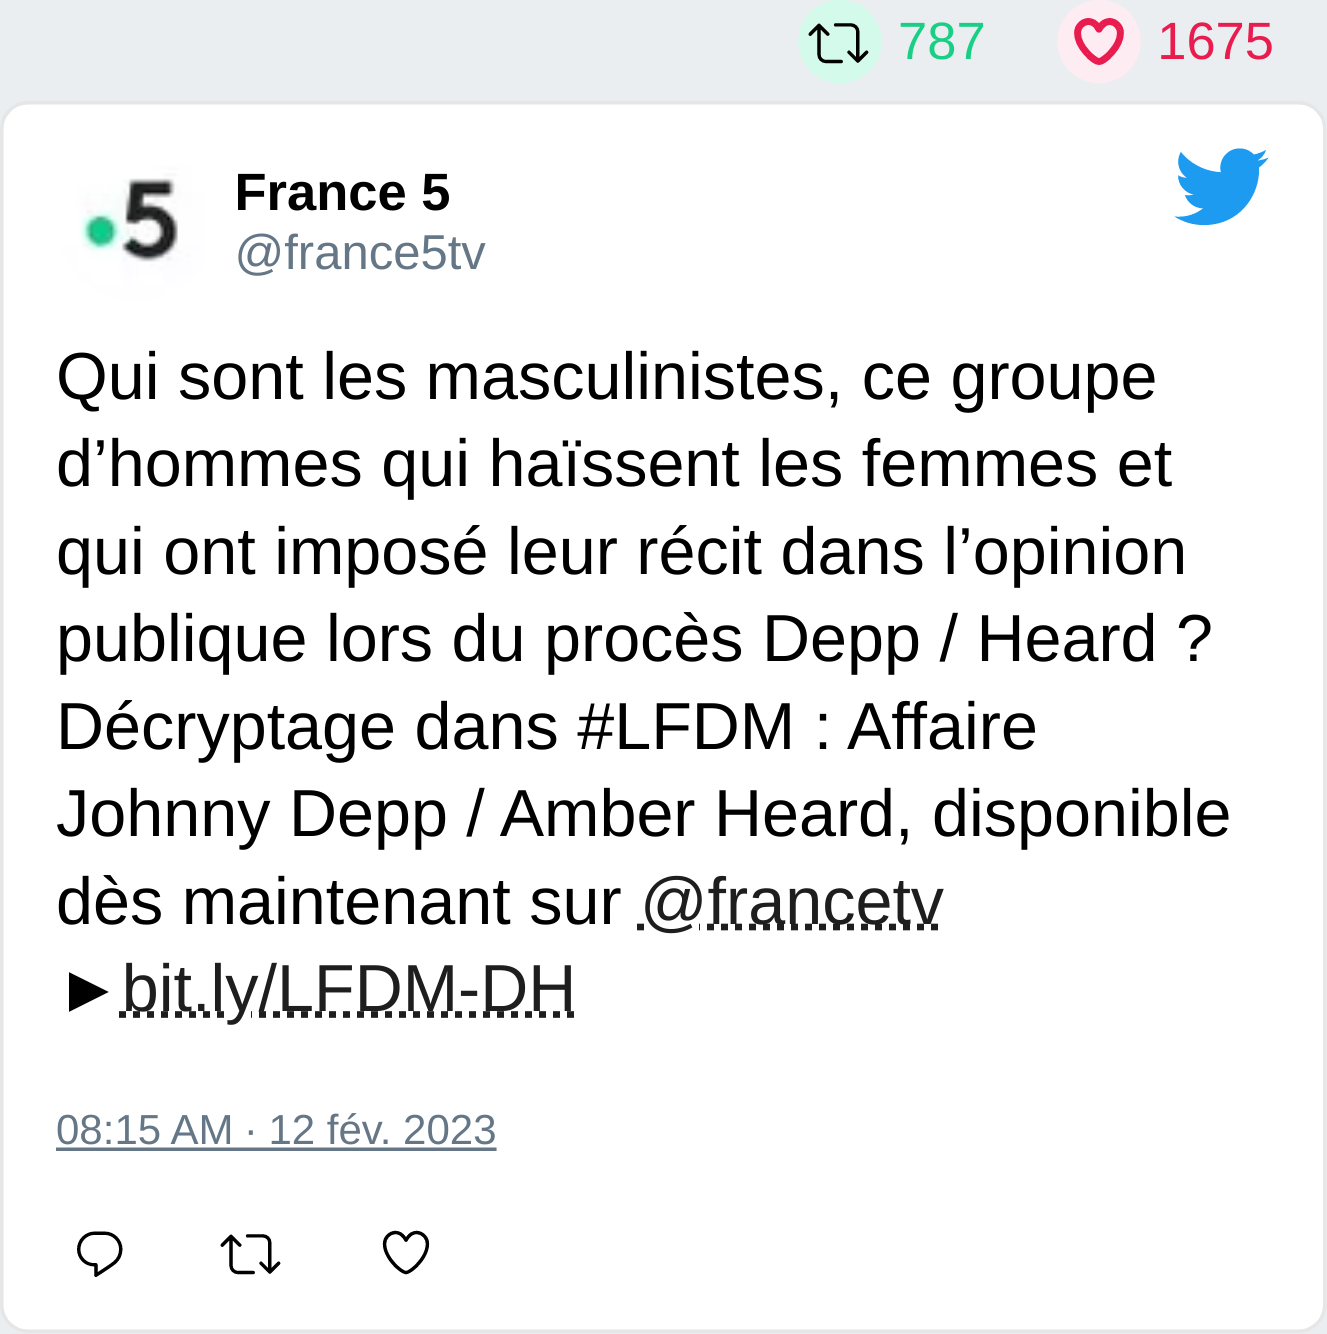 787 1675
5
France 5
@france5tv
Qui sont les masculinistes, ce groupe
d’hommes qui haïssent les femmes et
qui ont imposé leur récit dans l’opinion
publique lors du procès Depp / Heard ?
Décryptage dans #LFDM : Affaire
Johnny Depp / Amber Heard, disponible
dès maintenant sur @francetv
►bit.ly/LFDM-DH
08:15 AM · 12 fév. 2023